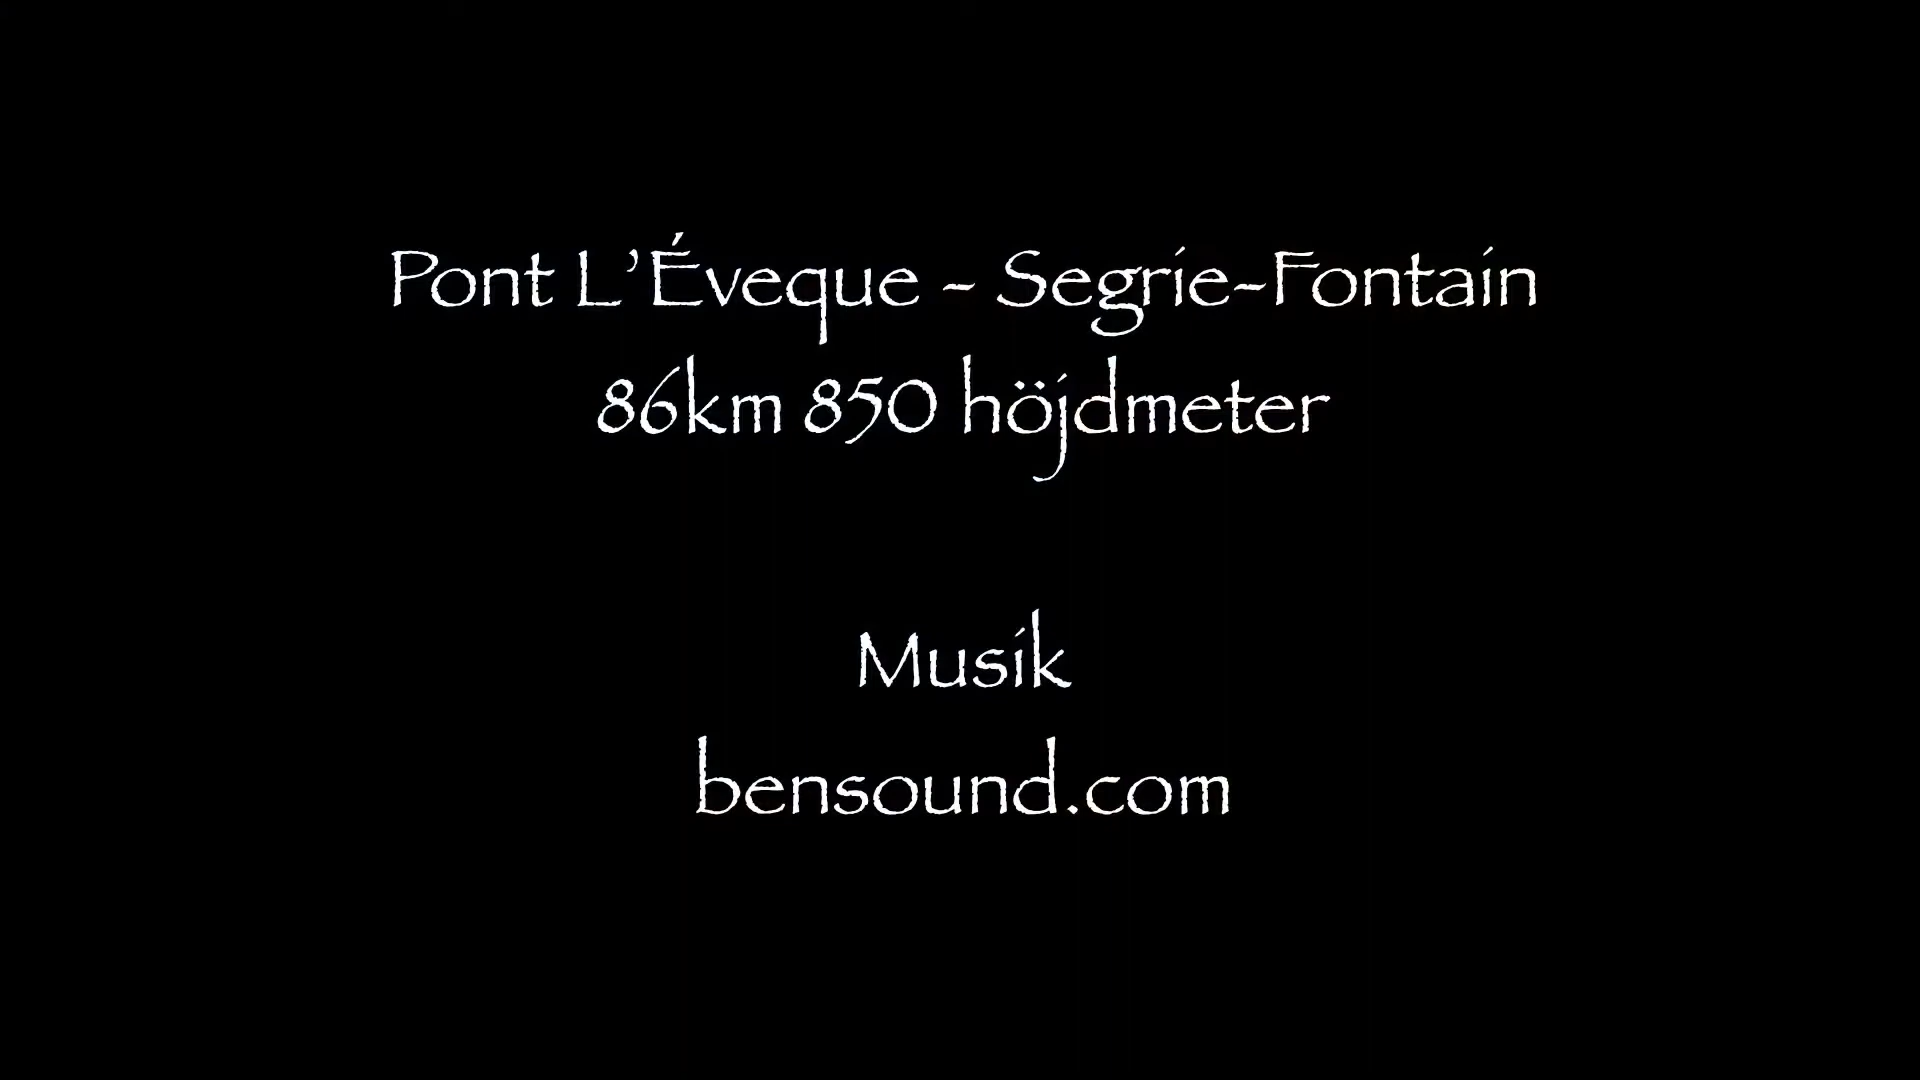 Pont L’Éveque - Segrie-Fontain
86km 850 höjdmeter
Musik
bensound.com